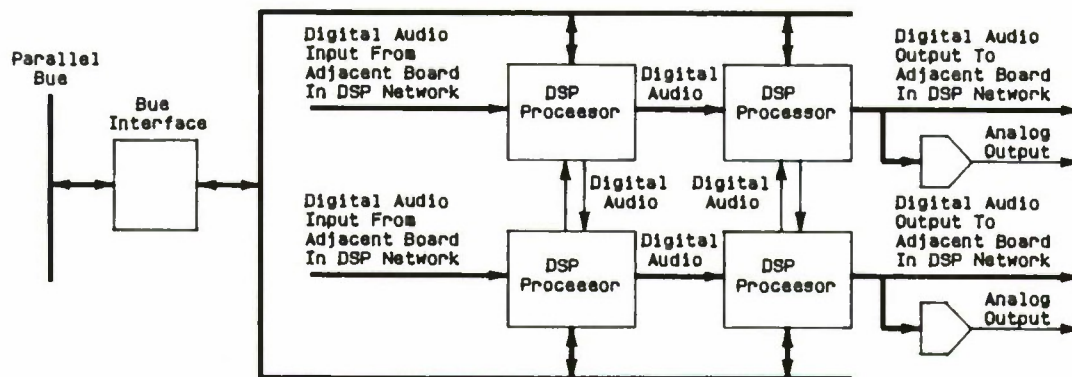 Parallel
Bus
Bus
Interface
Digital Audio
Input From
Adjacent Board
In DSP Network
DSP
Processor
Digital
Audio
DSP
Processor
Digital Audio
Output To
Adjacent Board
In DSP Network
Analog
Output
Digital
Audio
Digital
Audio
Digital Audio
Input From
Adjacent Board
In DSP Network
DSP
Processor
Digital
Audio
DSP
Processor
Digital Audio
Output To
Adjacent Board
In DSP Network
Analog
Output